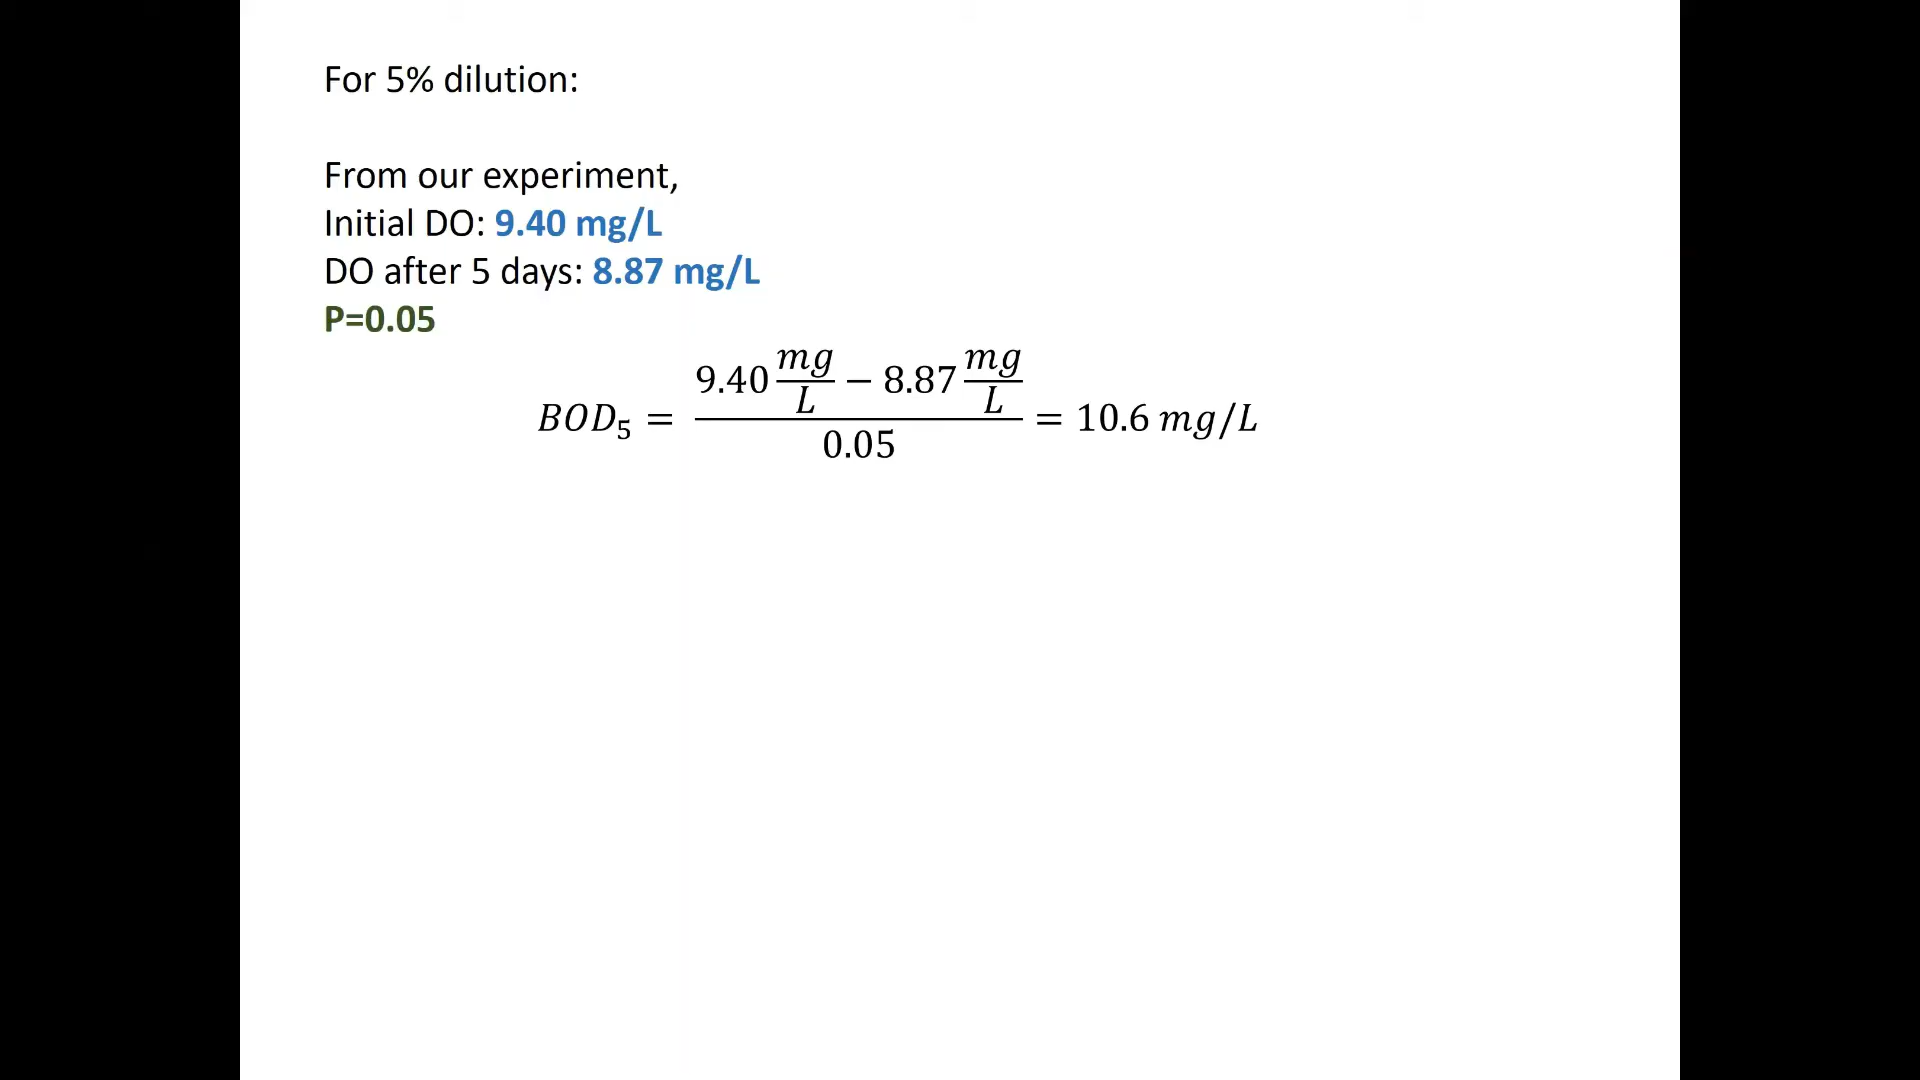 For 5% dilution:
From our experiment,
Initial DO: 9.40 mg/L
DO after 5 days: 8.87 mg/L
P=0.05
BOD₅ = (9.40 mg/L − 8.87 mg/L) / 0.05 = 10.6 mg/L